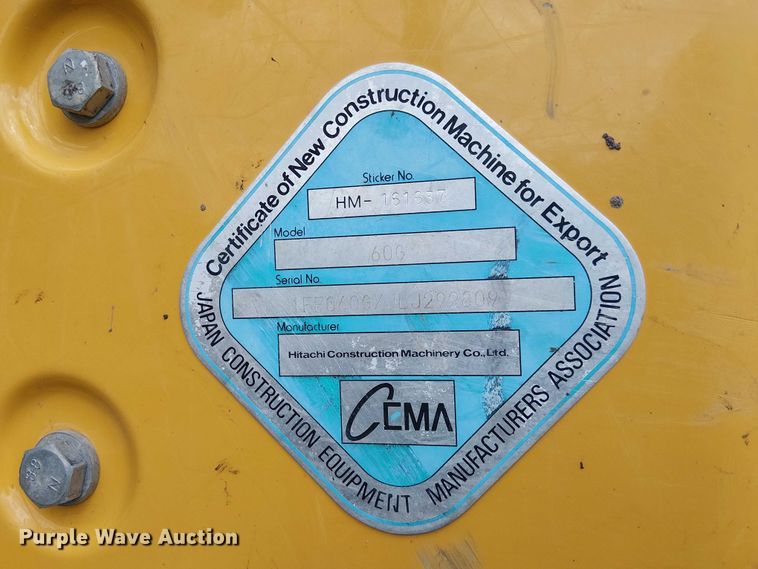 Certificate of New Construction Machine for Export
Sticker No.
HM- 161637
Model
60G
Serial No.
Manufacturer
Hitachi Construction Machinery Co., Ltd.
CEMA
JAPAN CONSTRUCTION EQUIPMENT MANUFACTURERS ASSOCIATION
Purple Wave Auction